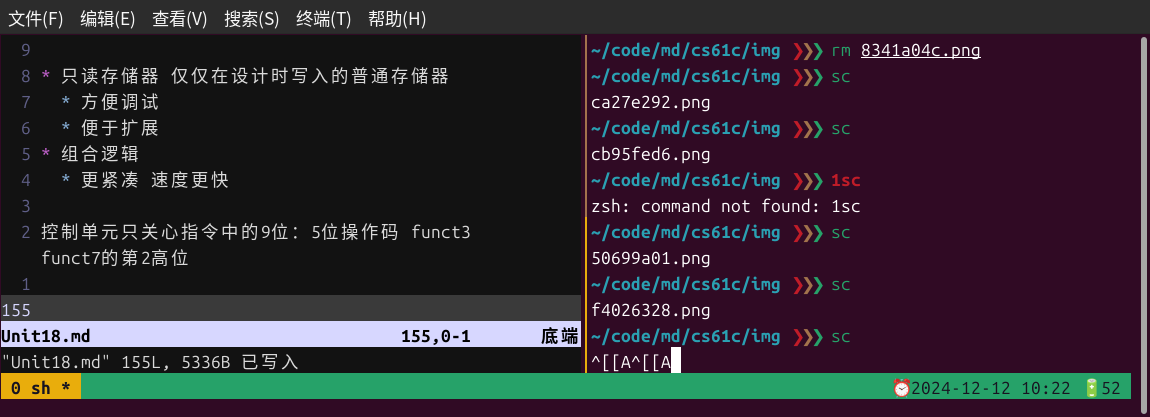 文件(F) 编辑(E) 查看(V) 搜索(S) 终端(T) 帮助(H)
9
8 * 只读存储器 仅仅在设计时写入的普通存储器
7 * 方便调试
6 * 便于扩展
5 * 组合逻辑
4 * 更紧凑 速度更快
3
2 控制单元只关心指令中的9位: 5位操作码 funct3
funct7的第2高位
1
155
Unit18.md 155,0-1 底端
"Unit18.md" 155L, 5336B 已写入
~/code/md/cs61c/img ❯❯❯ rm 8341a04c.png
~/code/md/cs61c/img ❯❯❯ sc
ca27e292.png
~/code/md/cs61c/img ❯❯❯ sc
cb95fed6.png
~/code/md/cs61c/img ❯❯❯ 1sc
zsh: command not found: 1sc
~/code/md/cs61c/img ❯❯❯ sc
50699a01.png
~/code/md/cs61c/img ❯❯❯ sc
f4026328.png
~/code/md/cs61c/img ❯❯❯ sc
^[[A^[[A
0 sh * ⏰2024-12-12 10:22 🔋52